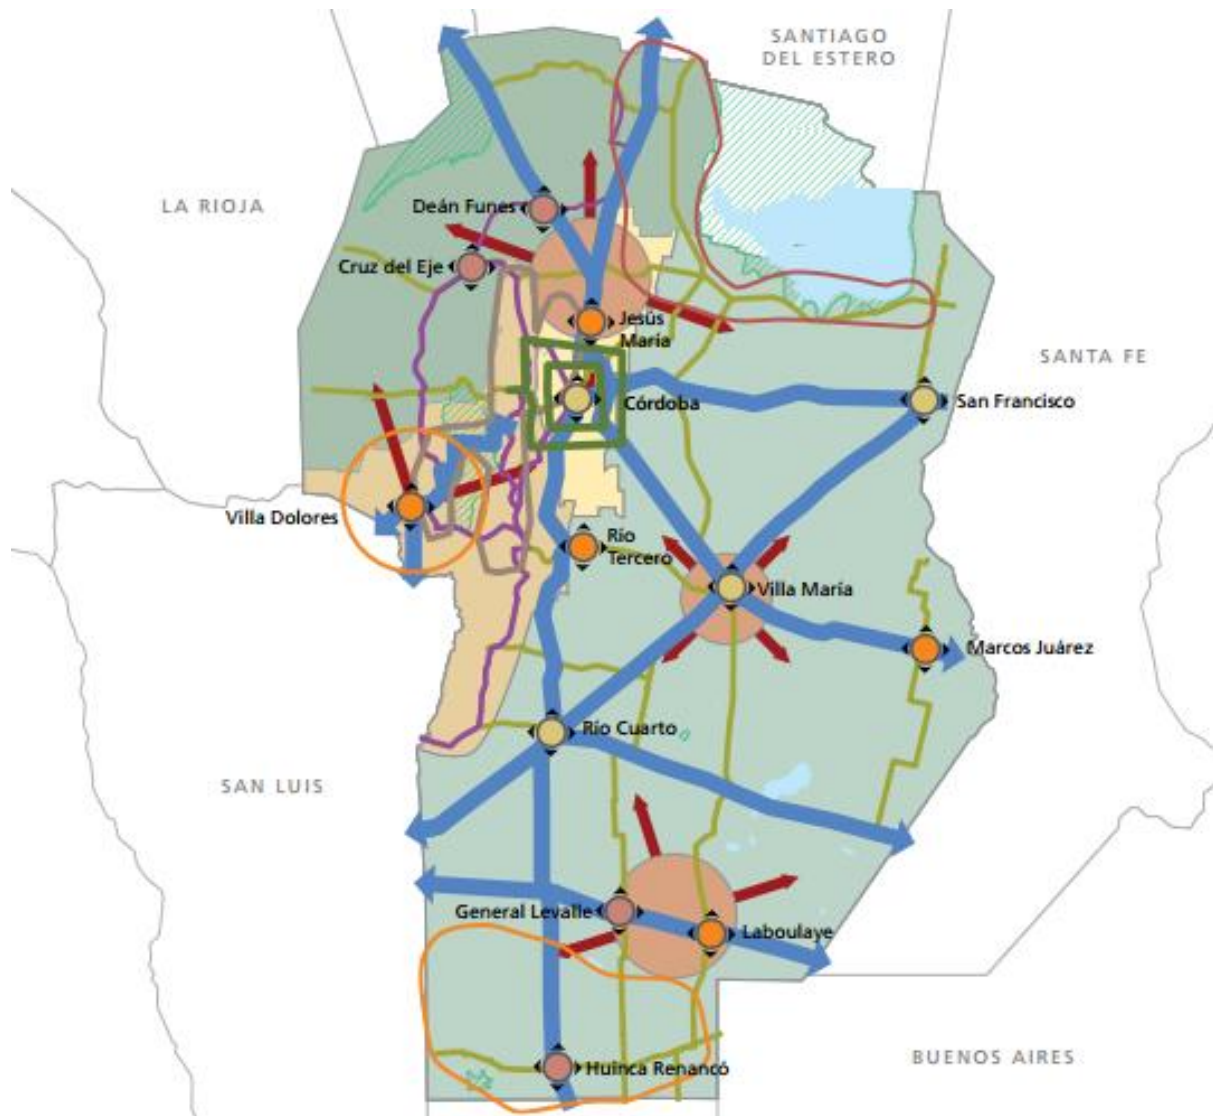 SANTIAGO
DEL ESTERO
LA RIOJA
Deán Funes
Cruz del Eje
Jesús
María
SANTA FE
Córdoba
San Francisco
Villa Dolores
Río
Tercero
Villa María
Marcos Juárez
Río Cuarto
SAN LUIS
General Levalle
Laboulaye
BUENOS AIRES
Huinca Renancó